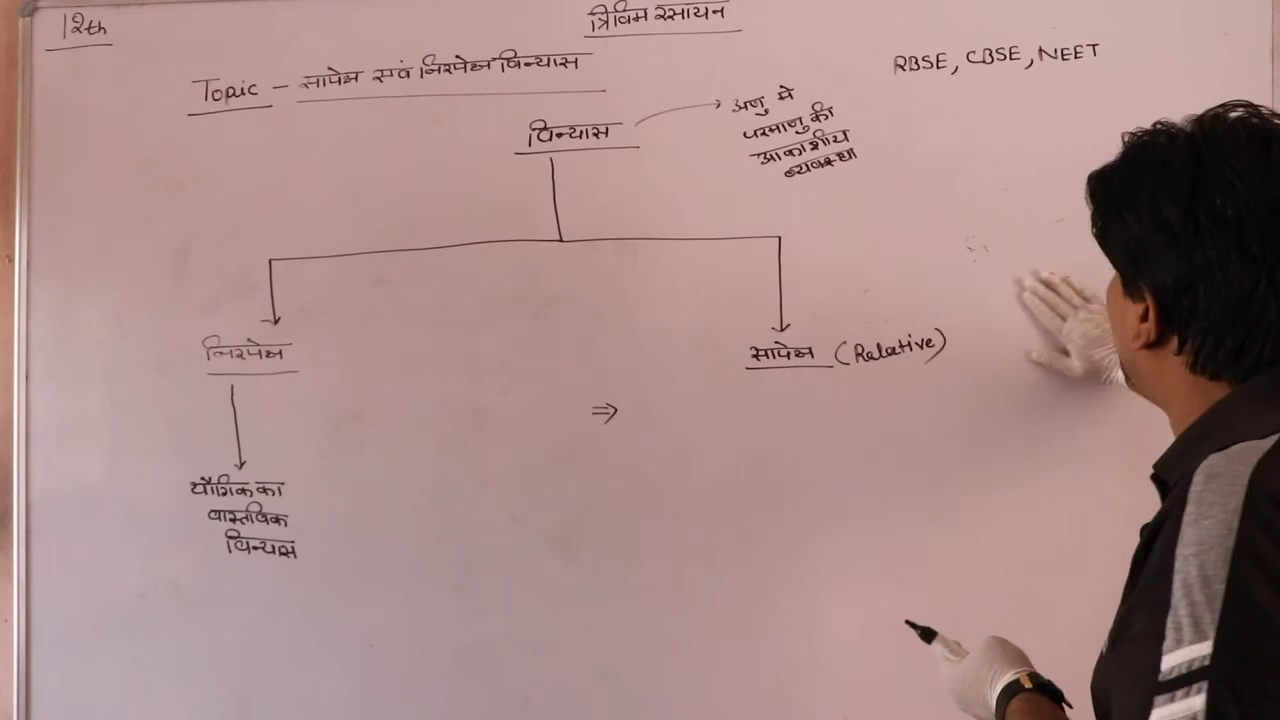 12th
त्रिविम रसायन
Topic - सापेक्ष एवं निरपेक्ष विन्यास
RBSE, CBSE, NEET
विन्यास
अणु मे
परमाणु की
आकाशीय
व्यवस्था
निरपेक्ष
सापेक्ष (Relative)
⇒
यौगिक का
वास्तविक
विन्यास